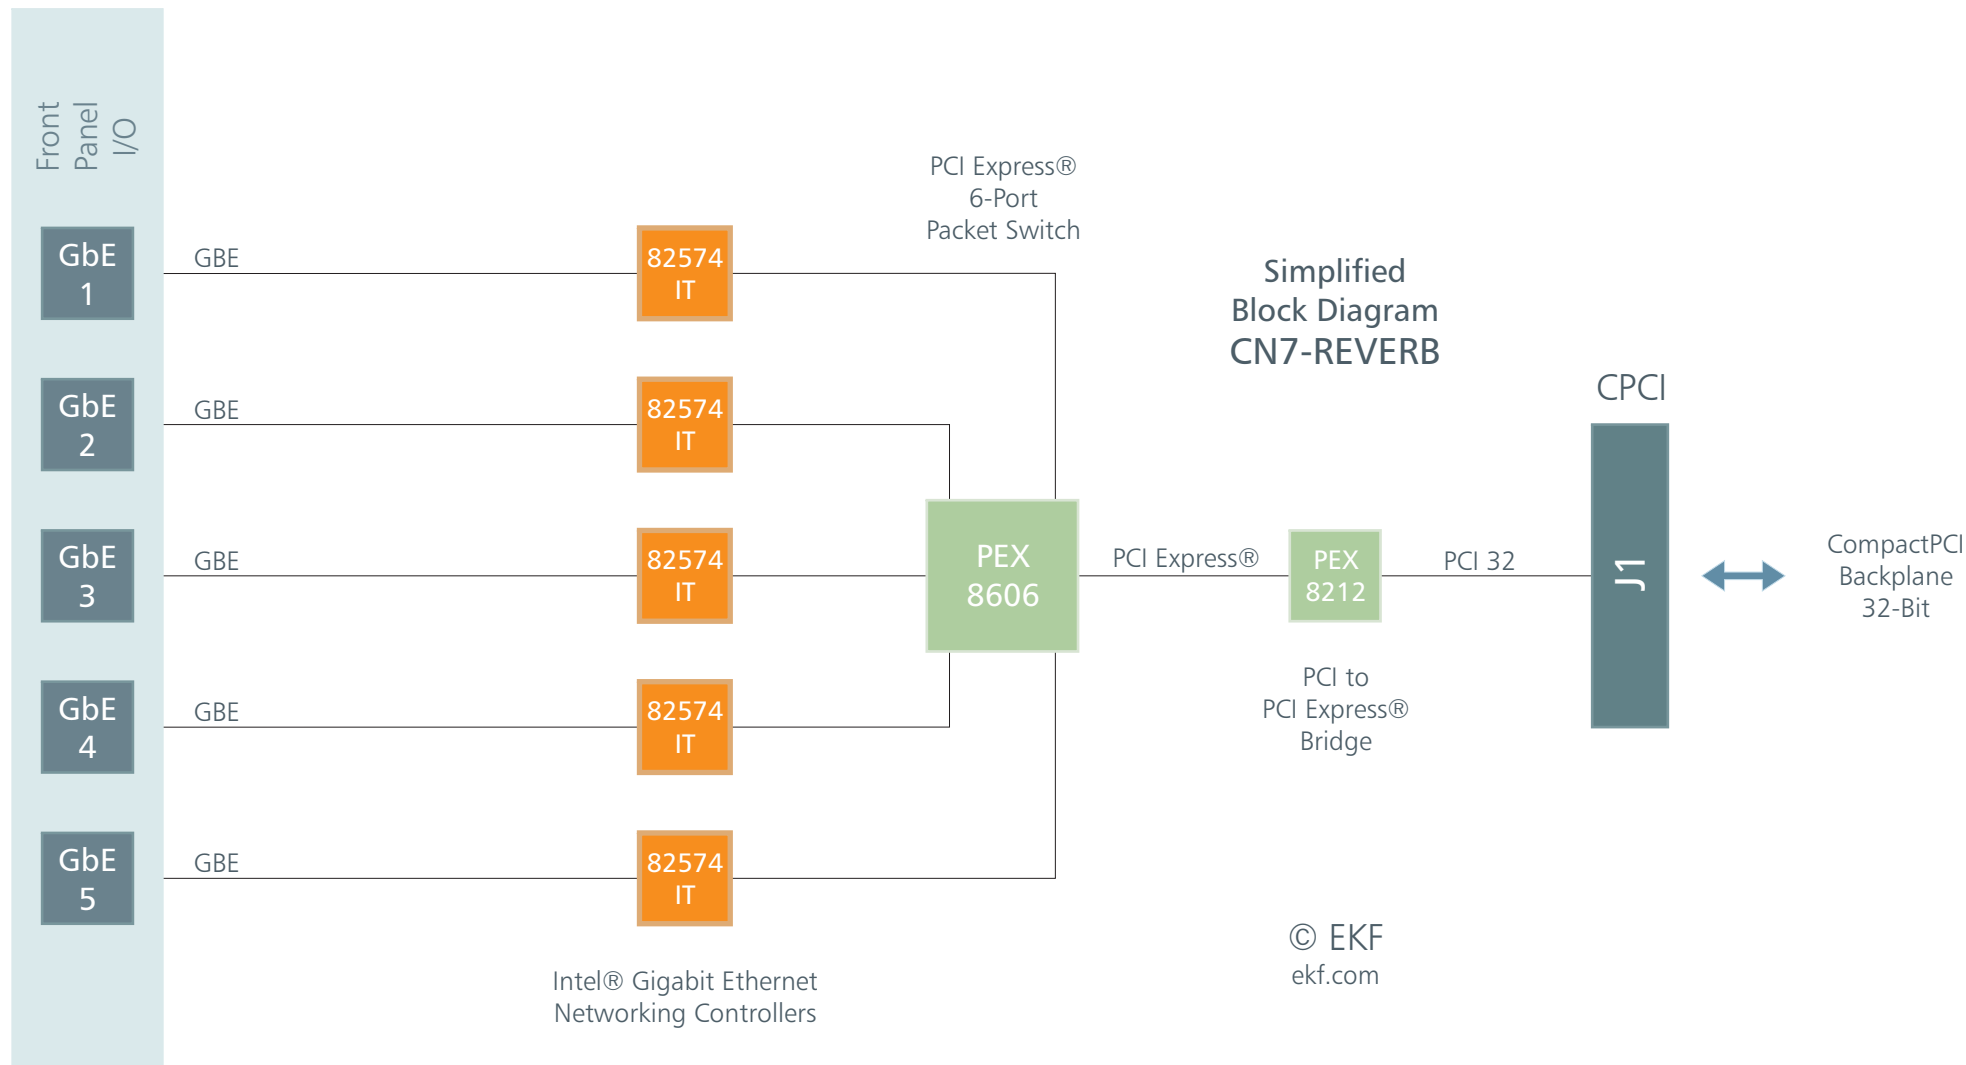 Front
Panel
I/O
PCI Express®
6-Port
Packet Switch
Simplified
Block Diagram
CN7-REVERB
GbE
1
GBE
82574
IT
GbE
2
GBE
82574
IT
CPCI
GbE
3
GBE
82574
IT
PEX
8606
PCI Express®
PEX
8212
PCI 32
J1
CompactPCI
Backplane
32-Bit
PCI to
PCI Express®
Bridge
GbE
4
GBE
82574
IT
GbE
5
GBE
82574
IT
Intel® Gigabit Ethernet
Networking Controllers
© EKF
ekf.com